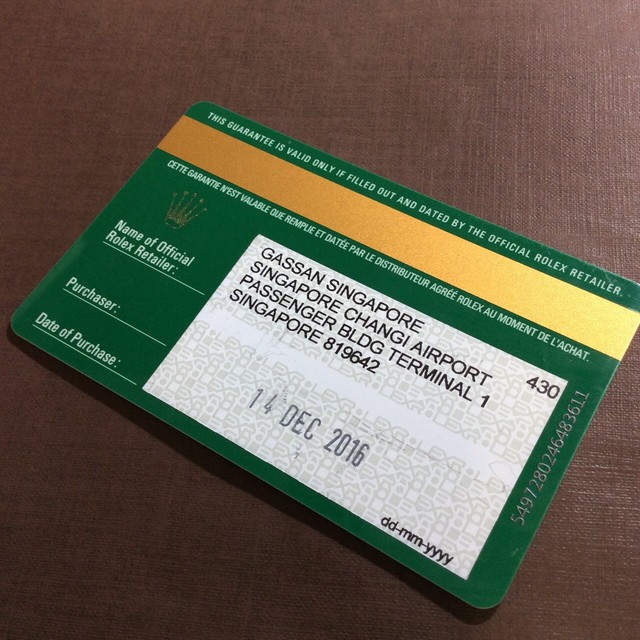 THIS GUARANTEE IS VALID ONLY IF FILLED OUT AND DATED BY THE OFFICIAL ROLEX RETAILER.
CETTE GARANTIE N'EST VALABLE QUE REMPLIE ET DATÉE PAR LE DISTRIBUTEUR AGRÉÉ ROLEX AU MOMENT DE L'ACHAT.
Name of Official
Rolex Retailer:
Purchaser:
Date of Purchase:
GASSAN SINGAPORE
SINGAPORE CHANGI AIRPORT
PASSENGER BLDG TERMINAL 1
SINGAPORE 819642
430
14 DEC 2016
dd-mm-yyyy
5497280246483611